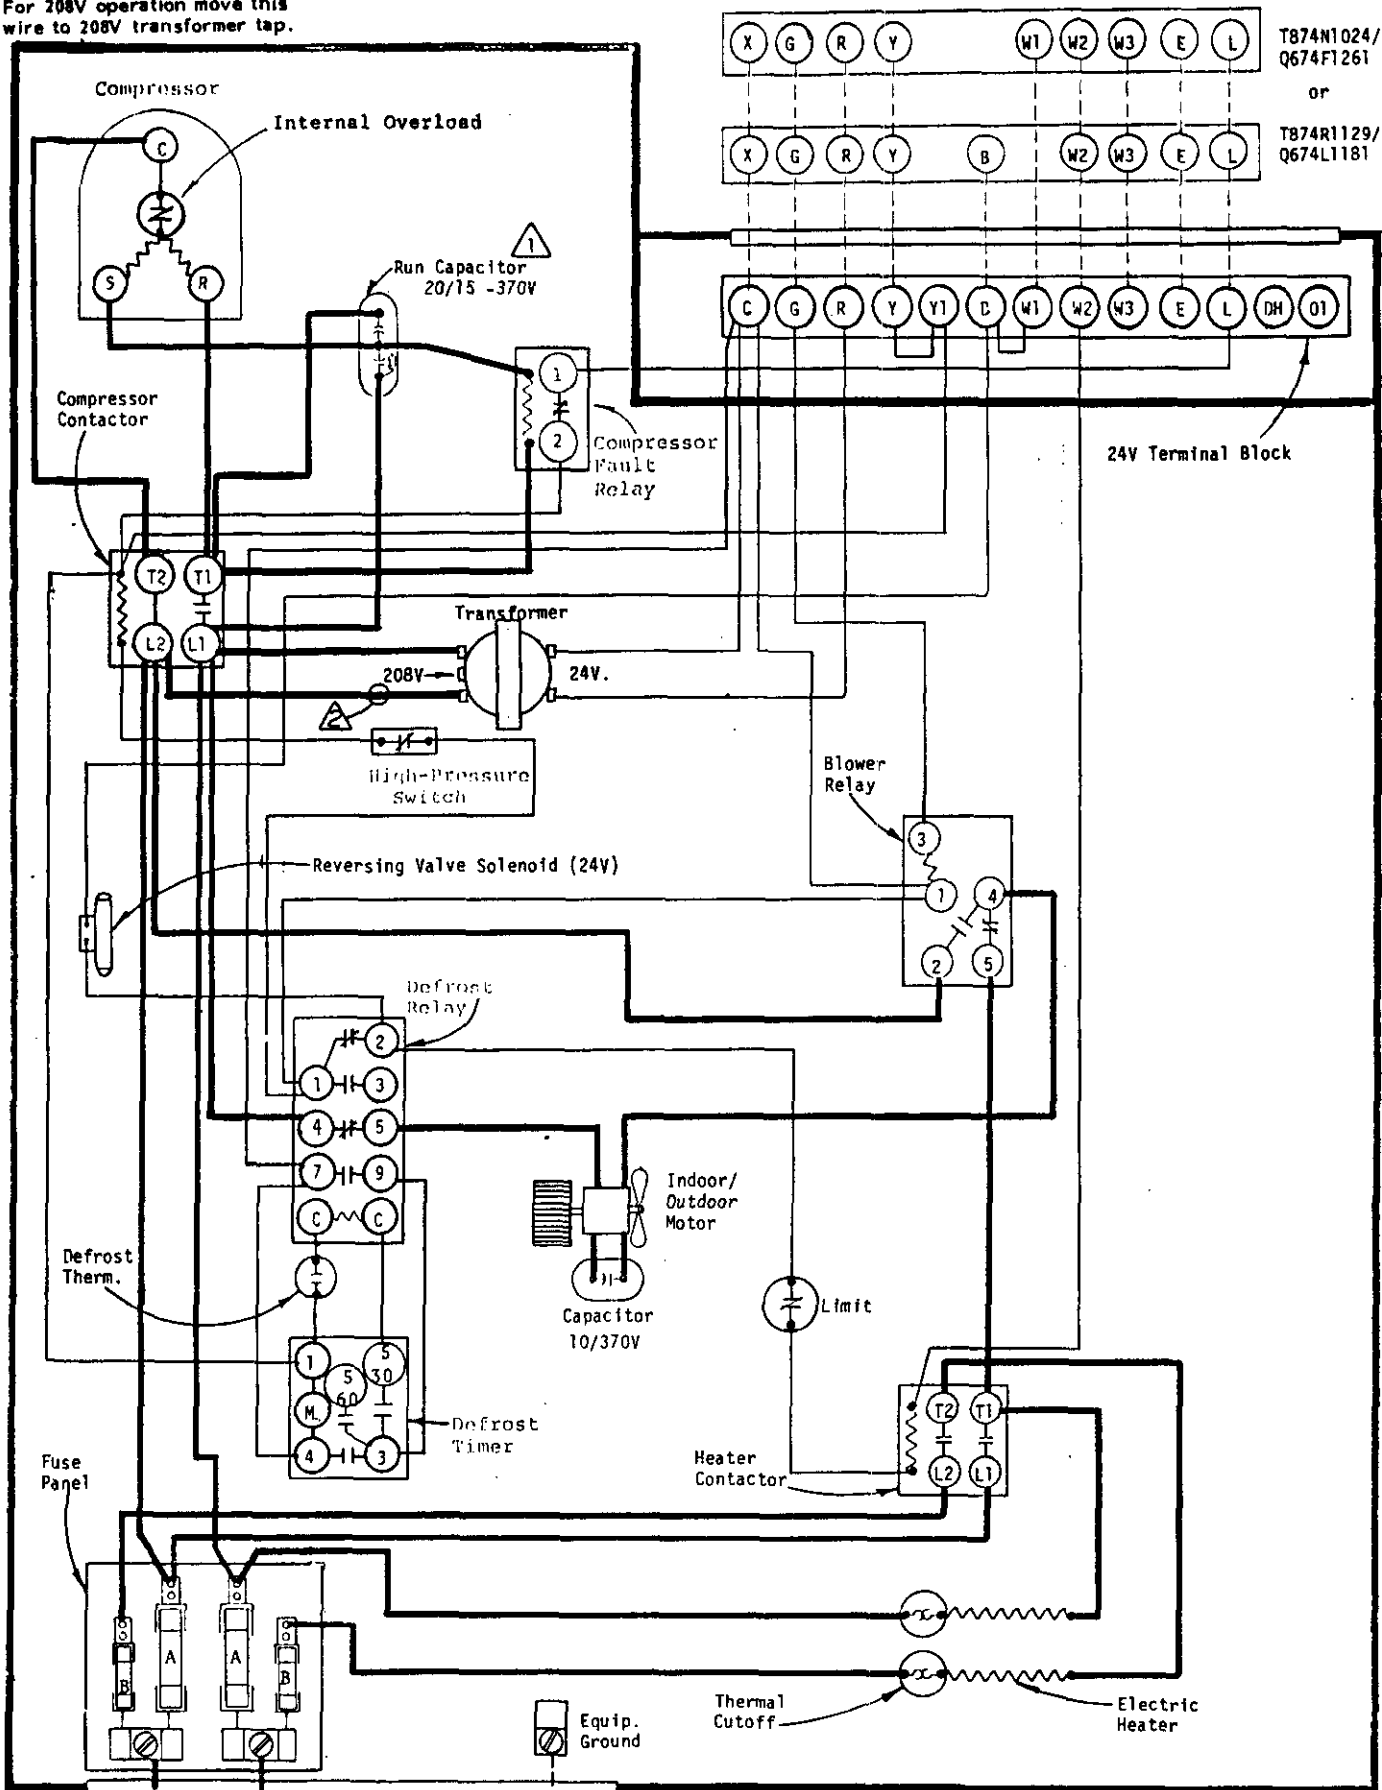 For 208V operation move this
wire to 208V transformer tap.
X G R Y W1 W2 W3 E L
T874N1024/
Q674F1261
or
X G R Y B W2 W3 E L
T874R1129/
Q674L1181
Compressor
Internal Overload
C
S R
1
Run Capacitor
20/15 -370V
C G R Y Y1 B W1 W2 W3 E L DH O1
24V Terminal Block
1
2
Compressor
Fault
Relay
Compressor
Contactor
T2 T1
L2 L1
Transformer
208V
24V.
2
High-Pressure
Switch
Blower
Relay
3
1 4
2 5
Reversing Valve Solenoid (24V)
Defrost
Relay
2
1 3
4 5
7 9
C C
Indoor/
Outdoor
Motor
Capacitor
10/370V
Defrost
Therm.
Limit
1
S
60
S
30
M
4 3
Defrost
Timer
T2 T1
L2 L1
Heater
Contactor
Fuse
Panel
B A A B
Thermal
Cutoff
Electric
Heater
Equip.
Ground